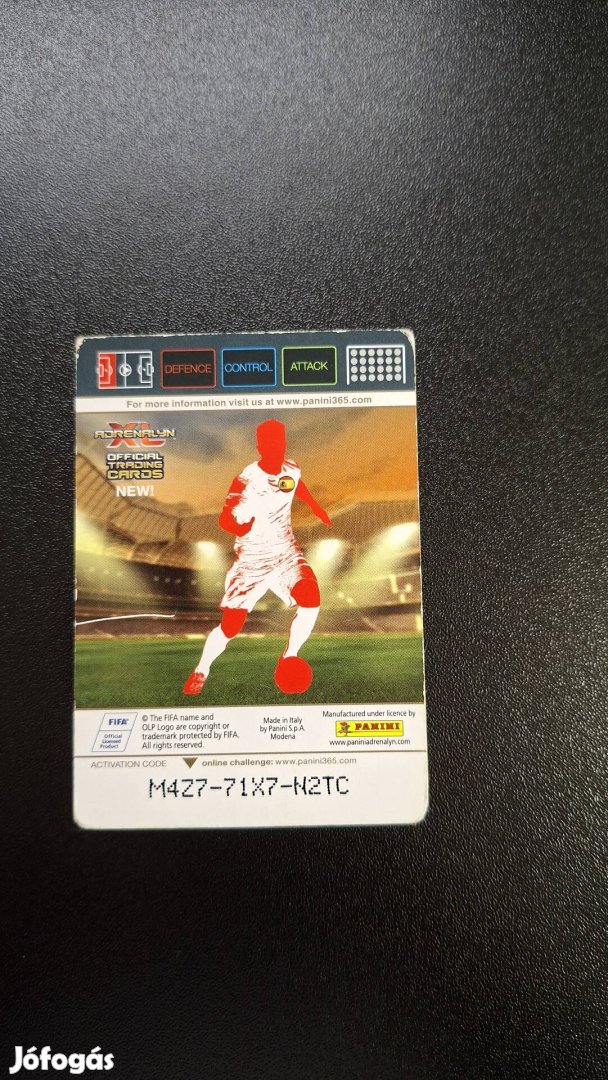 DEFENCE CONTROL ATTACK
For more information visit us at www.panini365.com
ADRENALYN
XL
OFFICIAL
TRADING
CARDS
NEW!
FIFA®
Official
Licensed
Product
© The FIFA name and
OLP Logo are copyright or
trademark protected by FIFA.
All rights reserved.
Made in Italy
by Panini S.p.A.
Modena
Manufactured under licence by
PANINI
www.paniniadrenalyn.com
ACTIVATION CODE online challenge: www.panini365.com
M4Z7-71X7-N2TC
Jófogás